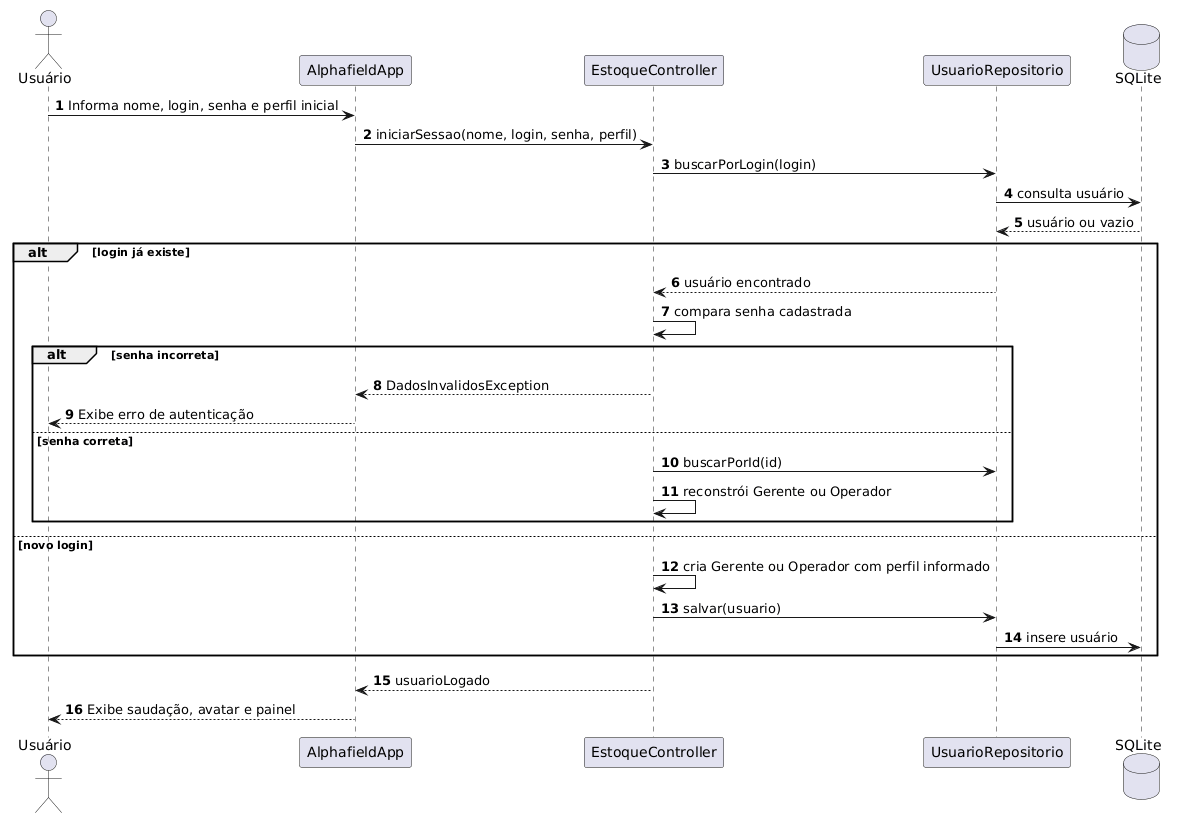 Usuário
AlphafieldApp
EstoqueController
UsuarioRepositorio
SQLite
1 Informa nome, login, senha e perfil inicial
2 iniciarSessao(nome, login, senha, perfil)
3 buscarPorLogin(login)
4 consulta usuário
5 usuário ou vazio
alt [login já existe]
6 usuário encontrado
7 compara senha cadastrada
alt [senha incorreta]
8 DadosInvalidosException
9 Exibe erro de autenticação
[senha correta]
10 buscarPorId(id)
11 reconstrói Gerente ou Operador
[novo login]
12 cria Gerente ou Operador com perfil informado
13 salvar(usuario)
14 insere usuário
15 usuarioLogado
16 Exibe saudação, avatar e painel
Usuário
AlphafieldApp
EstoqueController
UsuarioRepositorio
SQLite